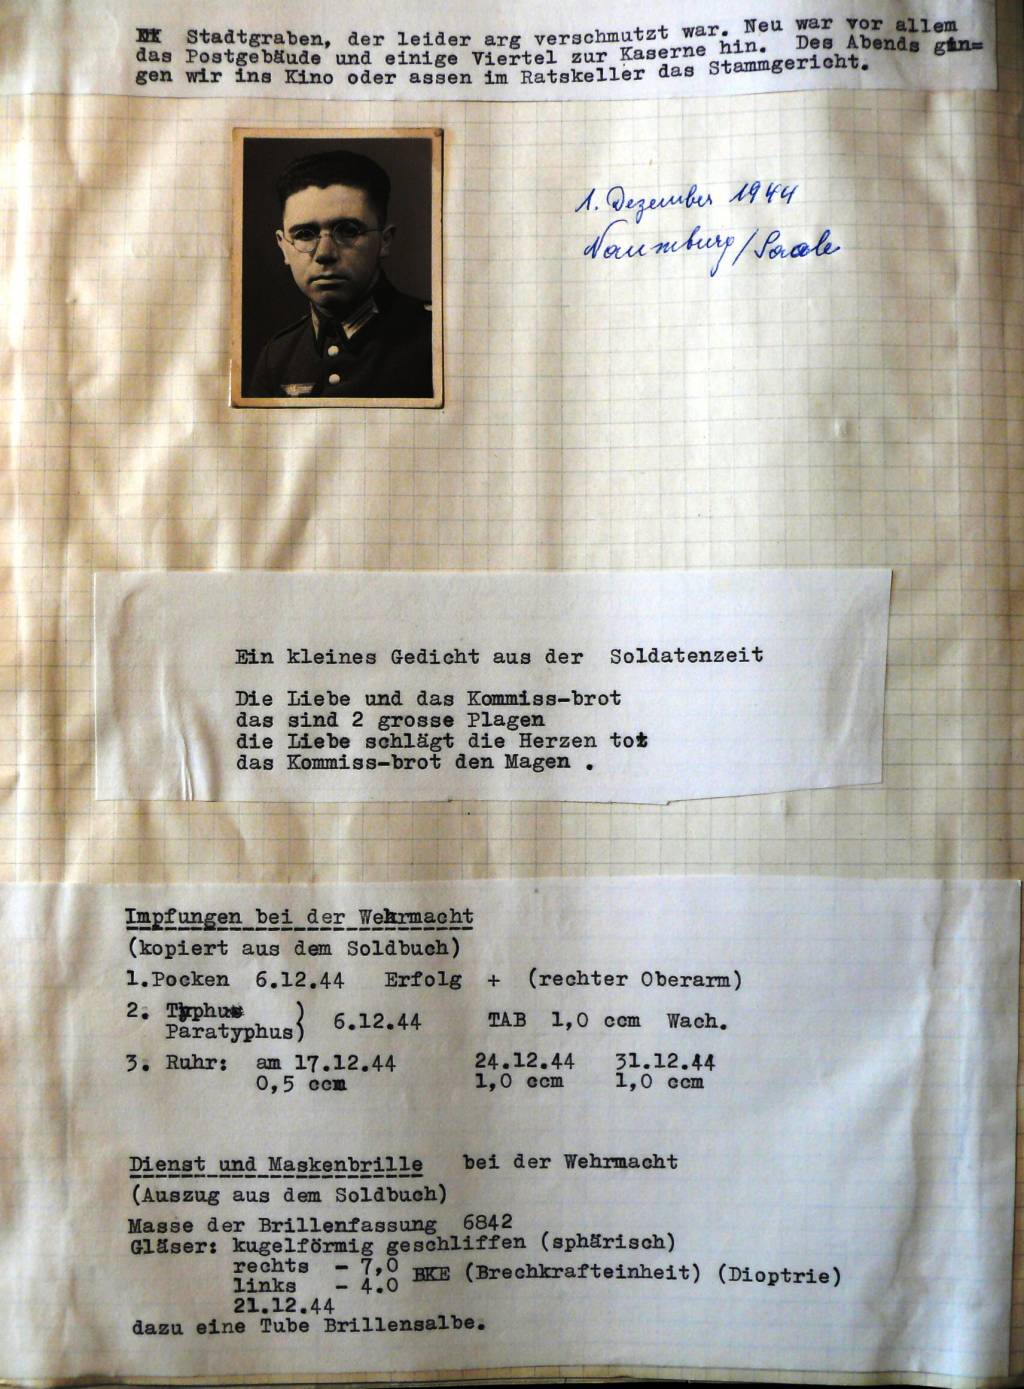 Stadtgraben, der leider arg verschmutzt war. Neu war vor allem
das Postgebäude und einige Viertel zur Kaserne hin. Des Abends gin=
gen wir ins Kino oder assen im Ratskeller das Stammgericht.
1. Dezember 1944
Naumburg/Saale
Ein kleines Gedicht aus der Soldatenzeit
Die Liebe und das Kommiss-brot
das sind 2 grosse Plagen
die Liebe schlägt die Herzen tot
das Kommiss-brot den Magen .
Impfungen bei der Wehrmacht
(kopiert aus dem Soldbuch)
1.Pocken 6.12.44 Erfolg + (rechter Oberarm)
2. Typhus )
Paratyphus) 6.12.44 TAB 1,0 ccm Wach.
3. Ruhr: am 17.12.44 24.12.44 31.12.44
0,5 ccm 1,0 ccm 1,0 ccm
Dienst und Maskenbrille bei der Wehrmacht
(Auszug aus dem Soldbuch)
Masse der Brillenfassung 6842
Gläser: kugelförmig geschliffen (sphärisch)
rechts - 7,0 BKE (Brechkrafteinheit) (Dioptrie)
links - 4.0
21.12.44
dazu eine Tube Brillensalbe.